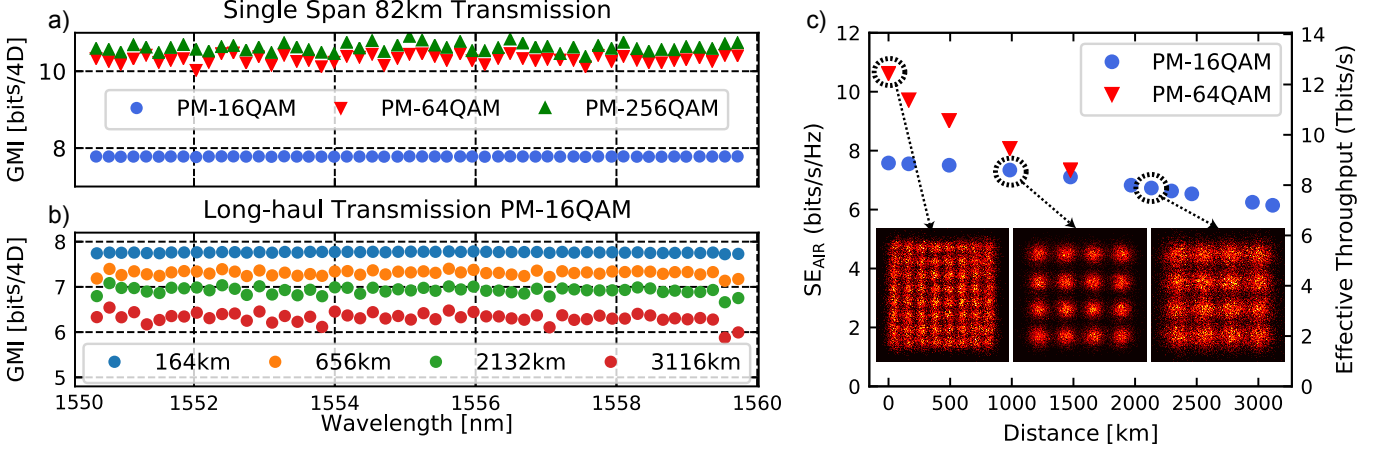 a)
Single Span 82km Transmission
GMI [bits/4D]
10
8
PM-16QAM PM-64QAM PM-256QAM
b)
Long-haul Transmission PM-16QAM
GMI [bits/4D]
8
7
6
5
164km 656km 2132km 3116km
1550 1552 1554 1556 1558 1560
Wavelength [nm]
c)
SE_AIR (bits/s/Hz)
12
10
8
6
4
2
0
PM-16QAM
PM-64QAM
14
12
10
8
6
4
2
0
Effective Throughput (Tbits/s)
0 500 1000 1500 2000 2500 3000
Distance [km]